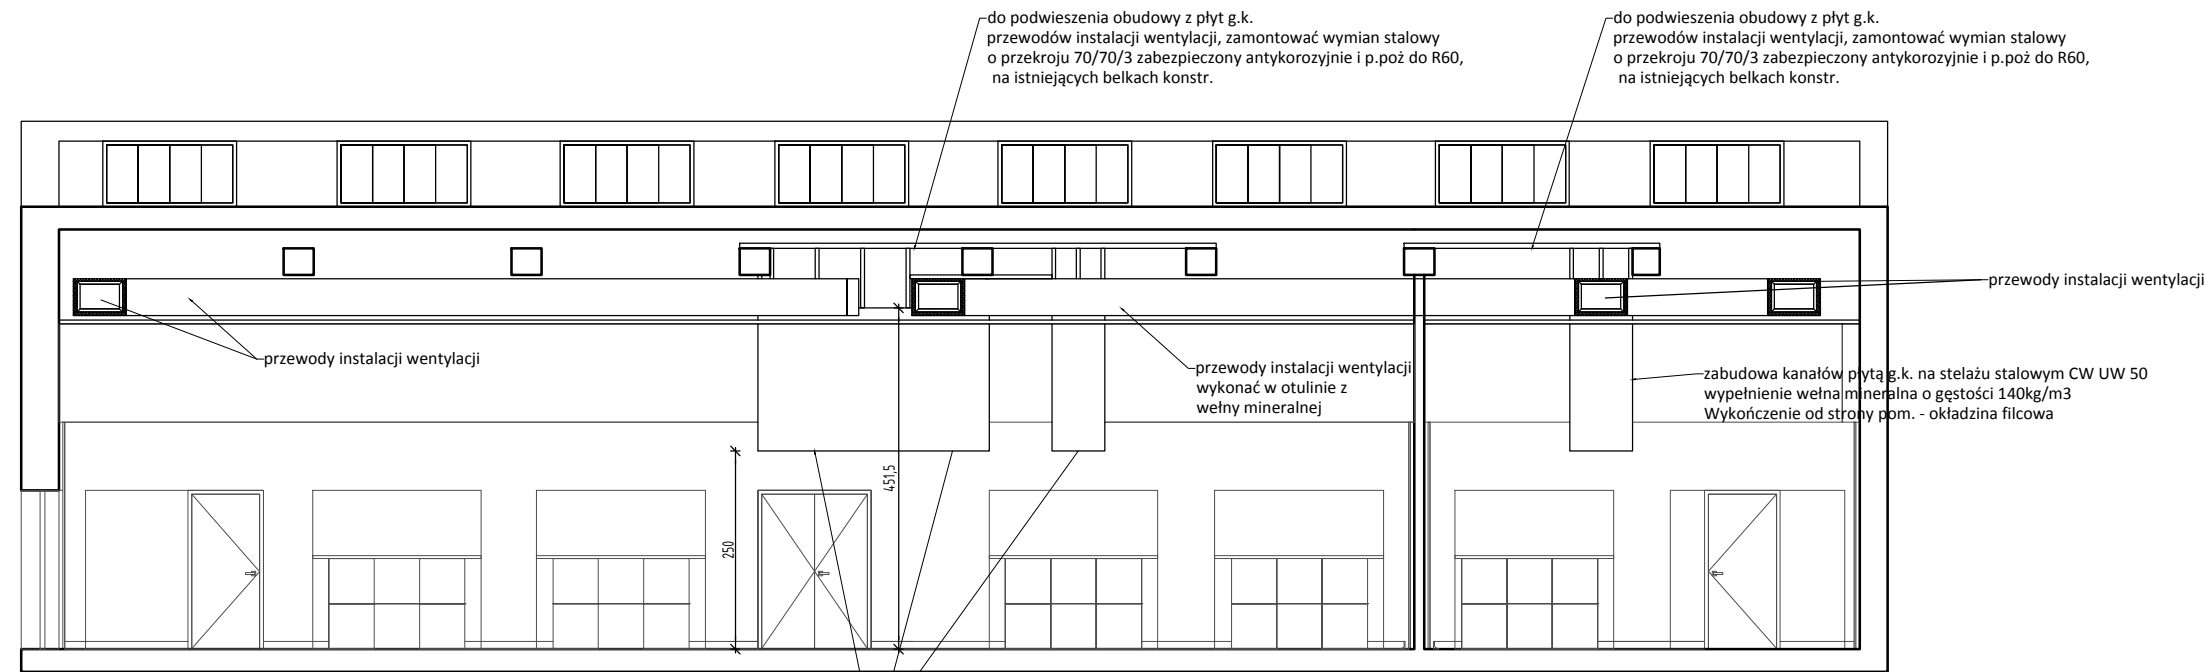 do podwieszenia obudowy z płyt g.k.
przewodów instalacji wentylacji, zamontować wymian stalowy
o przekroju 70/70/3 zabezpieczony antykorozyjnie i p.poż do R60,
na istniejących belkach konstr.
do podwieszenia obudowy z płyt g.k.
przewodów instalacji wentylacji, zamontować wymian stalowy
o przekroju 70/70/3 zabezpieczony antykorozyjnie i p.poż do R60,
na istniejących belkach konstr.
przewody instalacji wentylacji
przewody instalacji wentylacji
przewody instalacji wentylacji
wykonać w otulinie z
wełny mineralnej
zabudowa kanałów płytą g.k. na stelażu stalowym CW UW 50
wypełnienie wełna mineralna o gęstości 140kg/m3
Wykończenie od strony pom. - okładzina filcowa
451,5
250